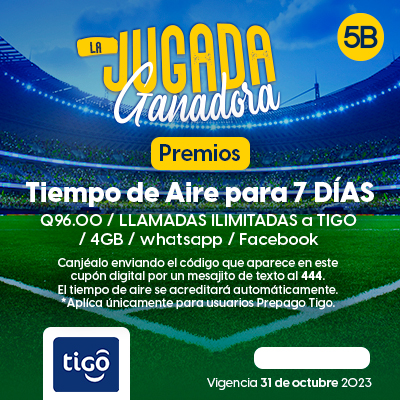 LA
JUGADA
Ganadora
5B
Premios
Tiempo de Aire para 7 DÍAS
Q96.00 / LLAMADAS ILIMITADAS a TIGO
/ 4GB / whatsapp / Facebook
Canjéalo enviando el código que aparece en este
cupón digital por un mesajito de texto al 444.
El tiempo de aire se acreditará automáticamente.
*Aplíca únicamente para usuarios Prepago Tigo.
tigo
Vigencia 31 de octubre 2023